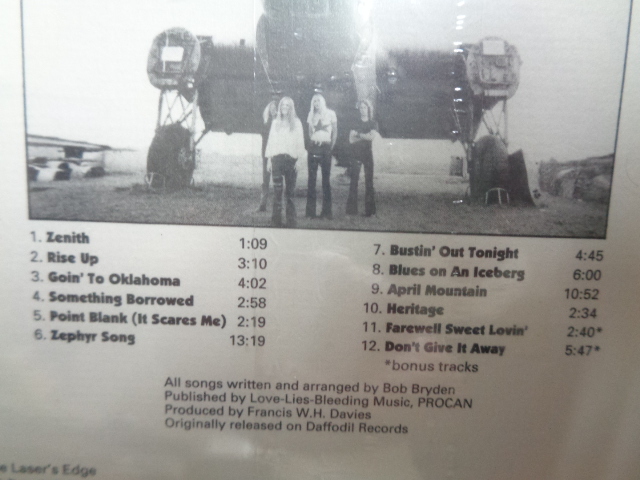 1. Zenith 1:09
2. Rise Up 3:10
3. Goin' To Oklahoma 4:02
4. Something Borrowed 2:58
5. Point Blank (It Scares Me) 2:19
6. Zephyr Song 13:19
7. Bustin' Out Tonight 4:45
8. Blues on An Iceberg 6:00
9. April Mountain 10:52
10. Heritage 2:34
11. Farewell Sweet Lovin' 2:40*
12. Don't Give It Away 5:47*
*bonus tracks
All songs written and arranged by Bob Bryden
Published by Love-Lies-Bleeding Music, PROCAN
Produced by Francis W.H. Davies
Originally released on Daffodil Records
Laser's Edge